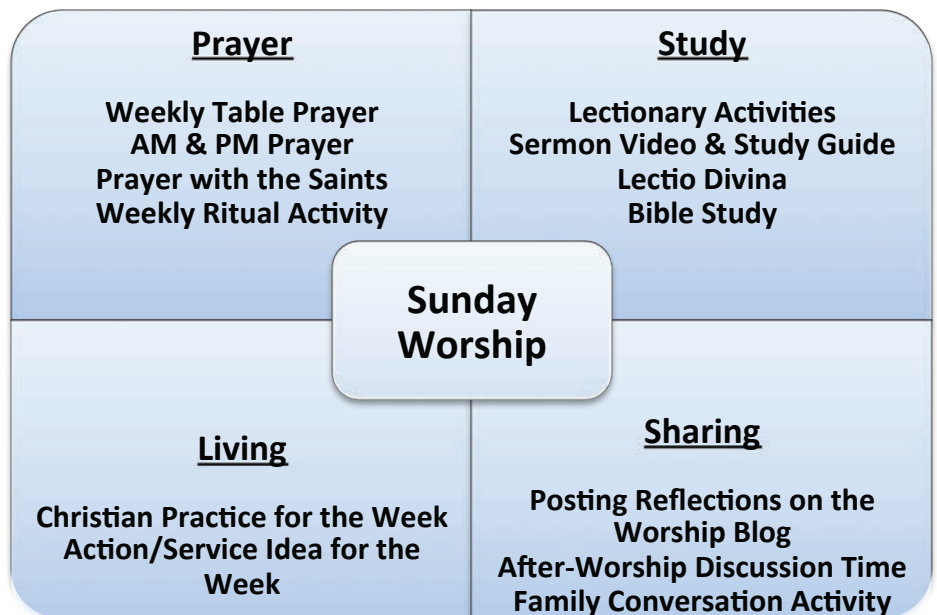 Prayer
Weekly Table Prayer
AM & PM Prayer
Prayer with the Saints
Weekly Ritual Activity
Study
Lectionary Activities
Sermon Video & Study Guide
Lectio Divina
Bible Study
Sunday
Worship
Living
Christian Practice for the Week
Action/Service Idea for the
Week
Sharing
Posting Reflections on the
Worship Blog
After-Worship Discussion Time
Family Conversation Activity